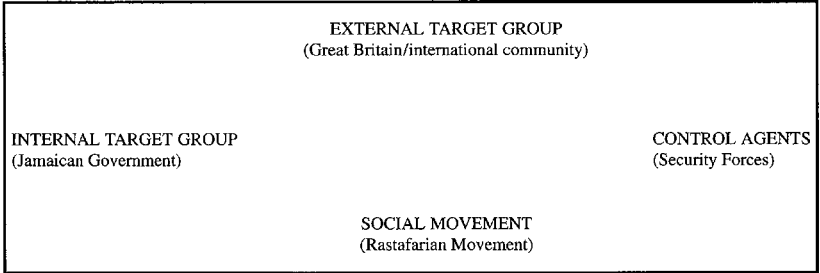 EXTERNAL TARGET GROUP
(Great Britain/international community)
INTERNAL TARGET GROUP
(Jamaican Government)
CONTROL AGENTS
(Security Forces)
SOCIAL MOVEMENT
(Rastafarian Movement)